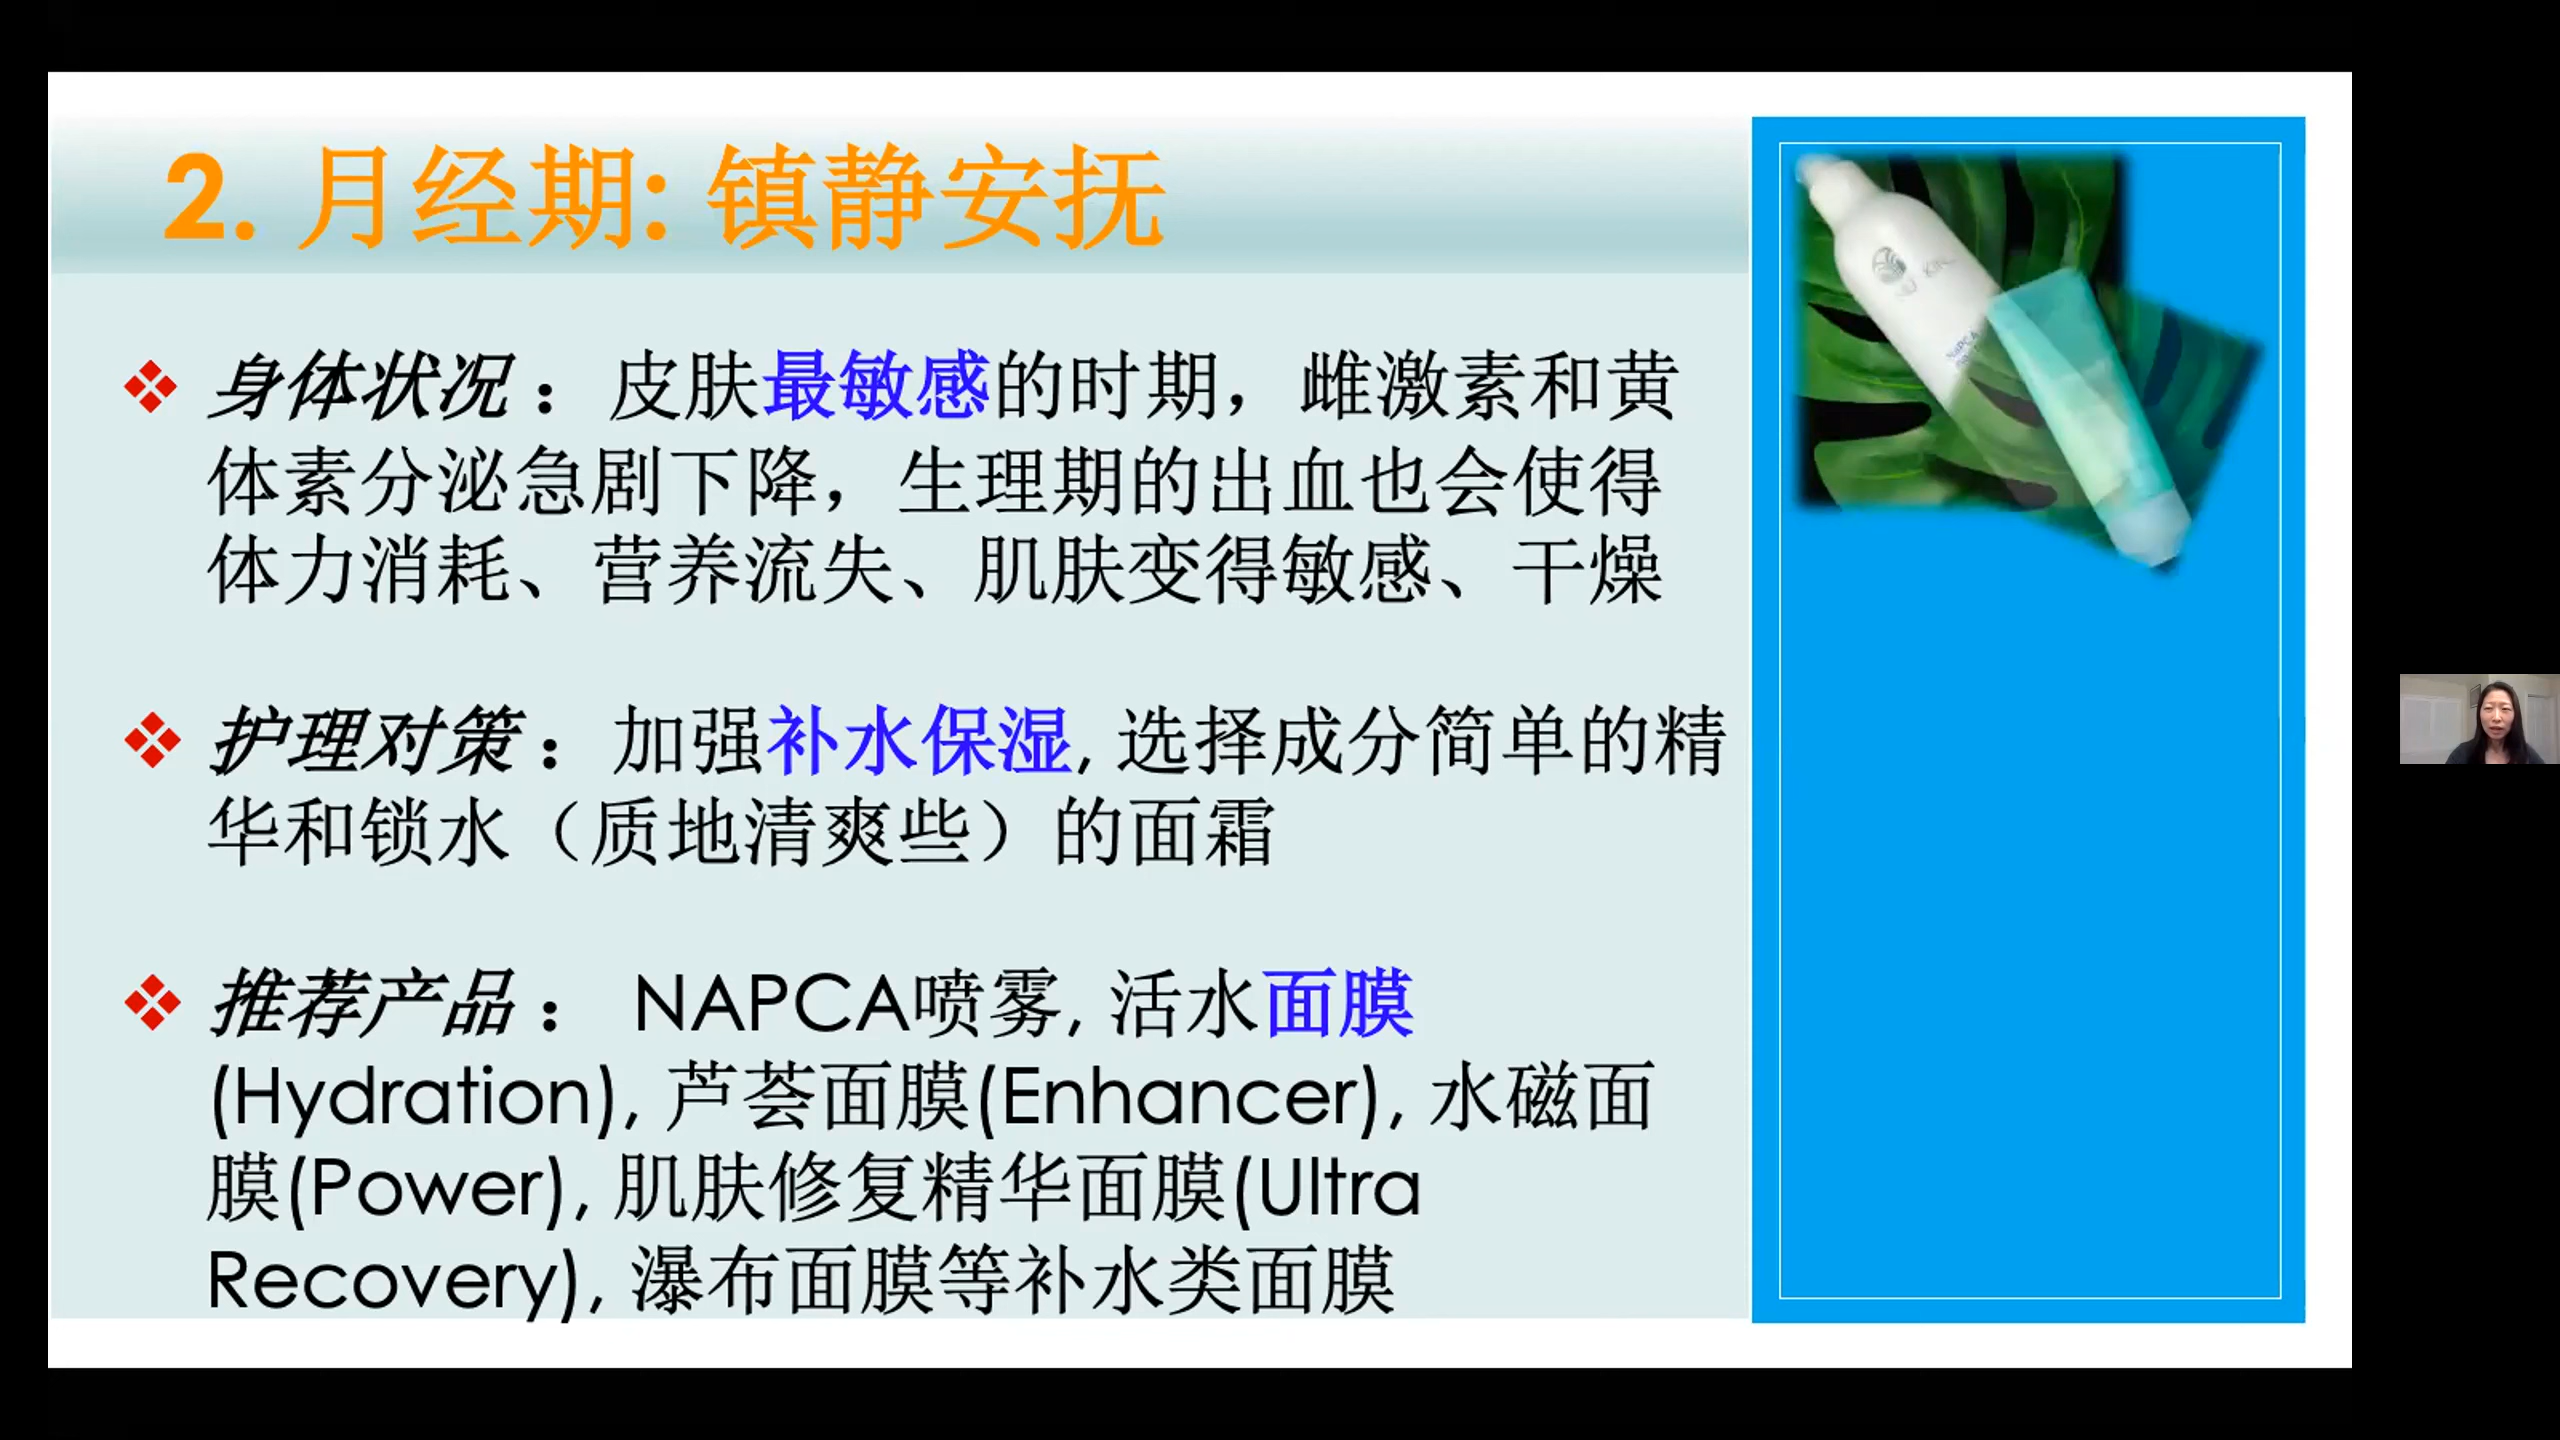 2. 月经期: 镇静安抚
身体状况： 皮肤最敏感的时期，雌激素和黄
体素分泌急剧下降，生理期的出血也会使得
体力消耗、营养流失、肌肤变得敏感、干燥
护理对策： 加强补水保湿, 选择成分简单的精
华和锁水（质地清爽些）的面霜
推荐产品： NAPCA喷雾, 活水面膜
(Hydration), 芦荟面膜(Enhancer), 水磁面
膜(Power), 肌肤修复精华面膜(Ultra
Recovery), 瀑布面膜等补水类面膜
NaPCA